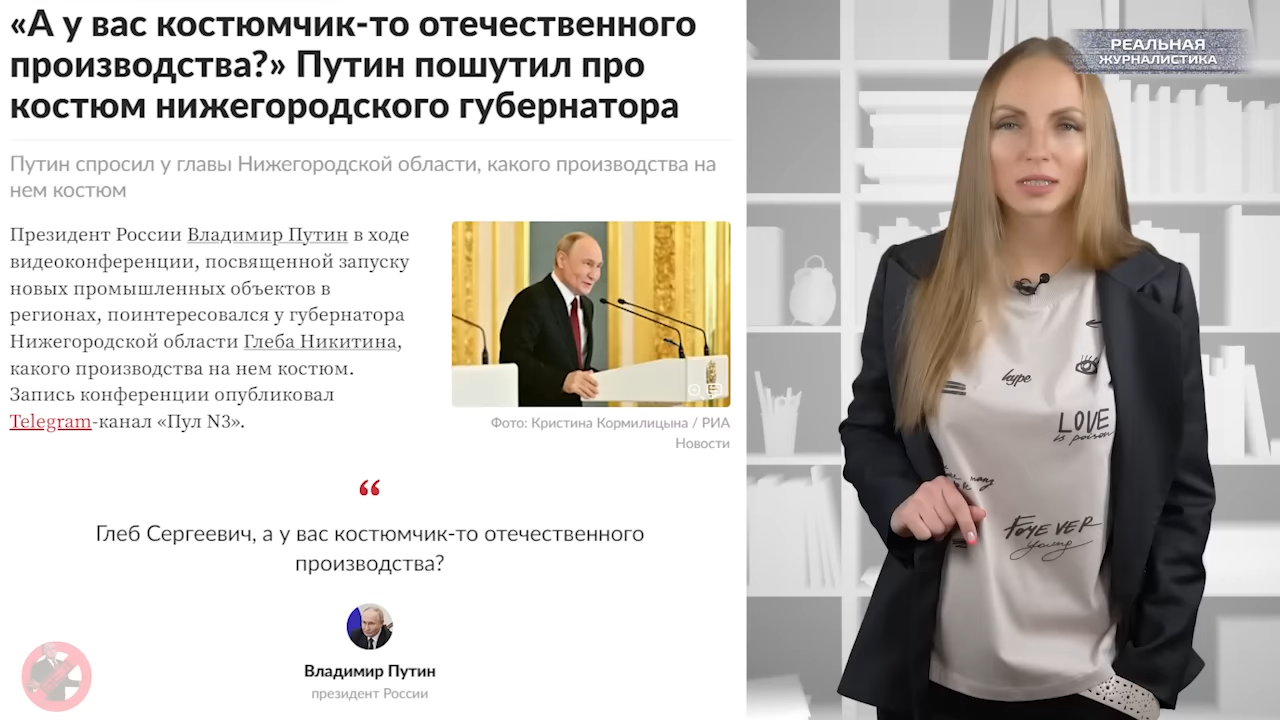 «А у вас костюмчик-то отечественного
производства?» Путин пошутил про
костюм нижегородского губернатора
Путин спросил у главы Нижегородской области, какого производства на
нем костюм
Президент России Владимир Путин в ходе
видеоконференции, посвященной запуску
новых промышленных объектов в
регионах, поинтересовался у губернатора
Нижегородской области Глеба Никитина,
какого производства на нем костюм.
Запись конференции опубликовал
Telegram-канал «Пул N3».
Фото: Кристина Кормилицына / РИА
Новости
“
Глеб Сергеевич, а у вас костюмчик-то отечественного
производства?
Владимир Путин
президент России
РЕАЛЬНАЯ
ЖУРНАЛИСТИКА
hype
LOVE
is poison
FOREVER
young